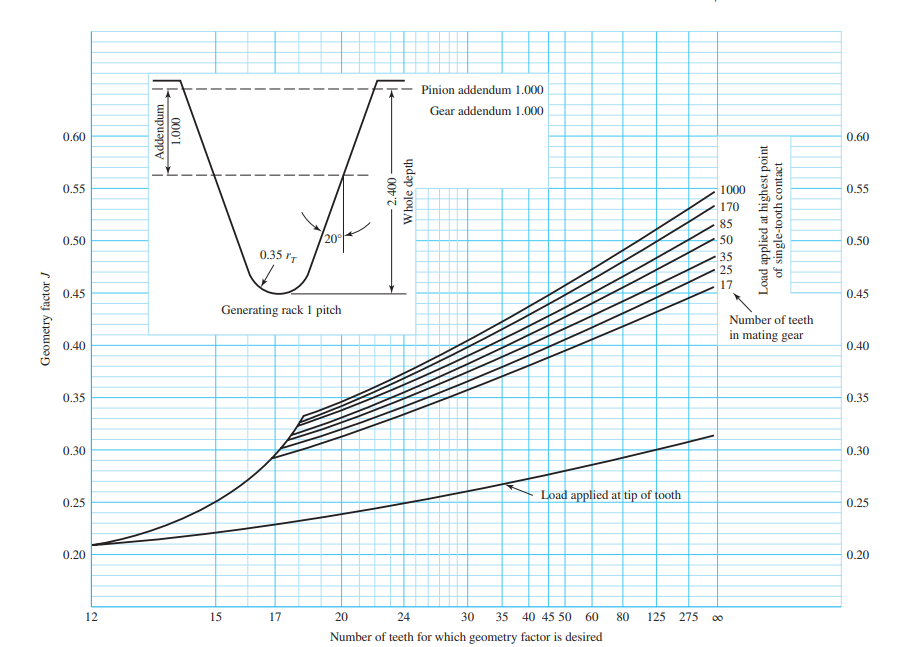 Pinion addendum 1.000
Gear addendum 1.000
Addendum
1.000
2.400
Whole depth
20°
0.35 rT
Generating rack 1 pitch
Geometry factor J
0.60
0.55
0.50
0.45
0.40
0.35
0.30
0.25
0.20
1000
170
85
50
35
25
17
Load applied at highest point
of single-tooth contact
Number of teeth
in mating gear
Load applied at tip of tooth
0.60
0.55
0.50
0.45
0.40
0.35
0.30
0.25
0.20
12 15 17 20 24 30 35 40 45 50 60 80 125 275 ∞
Number of teeth for which geometry factor is desired